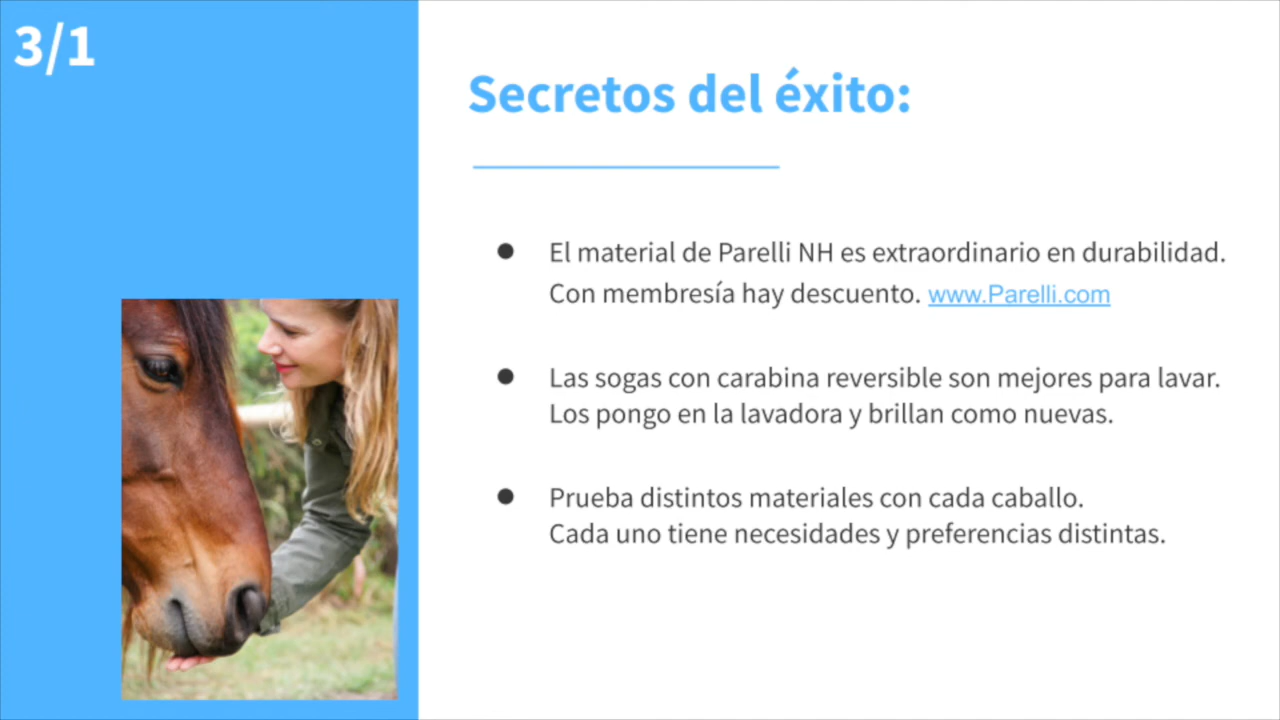 3/1
Secretos del éxito:
● El material de Parelli NH es extraordinario en durabilidad.
Con membresía hay descuento. www.Parelli.com
● Las sogas con carabina reversible son mejores para lavar.
Los pongo en la lavadora y brillan como nuevas.
● Prueba distintos materiales con cada caballo.
Cada uno tiene necesidades y preferencias distintas.